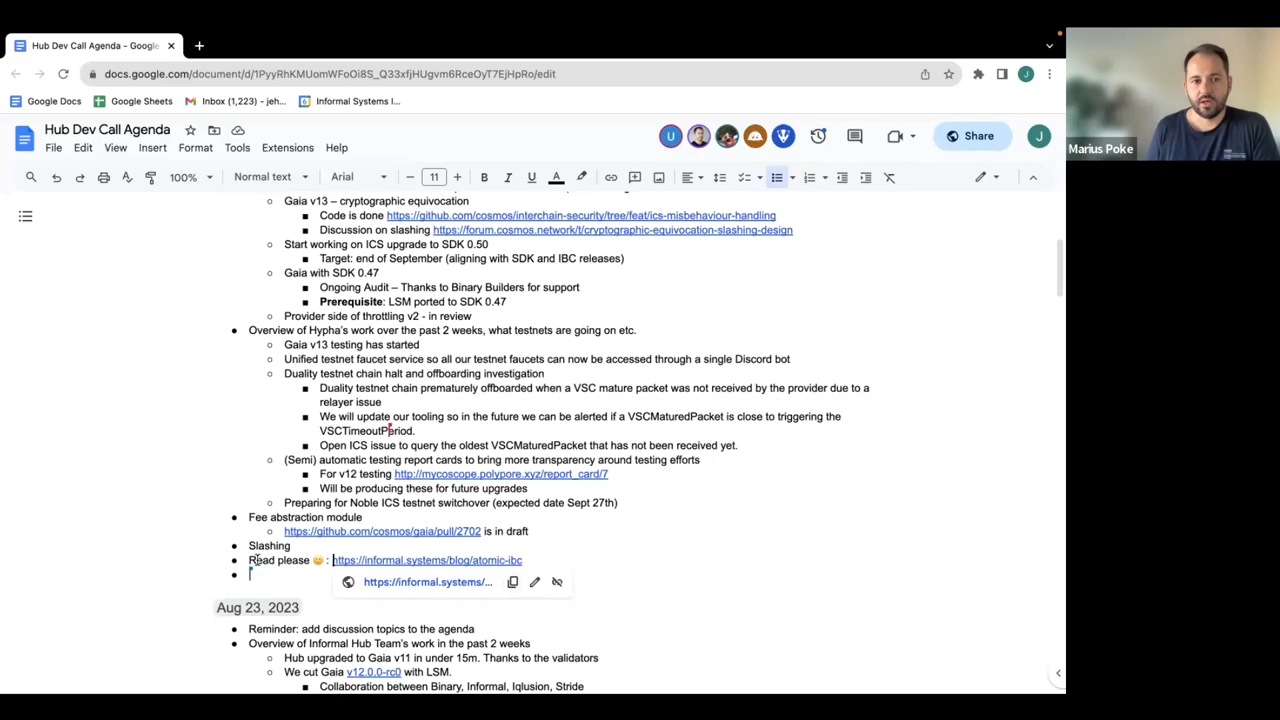 Hub Dev Call Agenda - Google
docs.google.com/document/d/1PyyRhKMUomWFoOi8S_Q33xfjHUgvm6RceOyT7EjHpRo/edit
J
Google Docs
Google Sheets
Inbox (1,223) - jeh...
Informal Systems I...
Marius Poke
Hub Dev Call Agenda
U
Share
J
File Edit View Insert Format Tools Extensions Help
100% Normal text Arial 11 B I U A
Gaia v13 – cryptographic equivocation
Code is done https://github.com/cosmos/interchain-security/tree/feat/ics-misbehaviour-handling
Discussion on slashing https://forum.cosmos.network/t/cryptographic-equivocation-slashing-design
Start working on ICS upgrade to SDK 0.50
Target: end of September (aligning with SDK and IBC releases)
Gaia with SDK 0.47
Ongoing Audit – Thanks to Binary Builders for support
Prerequisite: LSM ported to SDK 0.47
Provider side of throttling v2 - in review
Overview of Hypha's work over the past 2 weeks, what testnets are going on etc.
Gaia v13 testing has started
Unified testnet faucet service so all our testnet faucets can now be accessed through a single Discord bot
Duality testnet chain halt and offboarding investigation
Duality testnet chain prematurely offboarded when a VSC mature packet was not received by the provider due to a
relayer issue
We will update our tooling so in the future we can be alerted if a VSCMaturedPacket is close to triggering the
VSCTimeoutPeriod.
Open ICS issue to query the oldest VSCMaturedPacket that has not been received yet.
(Semi) automatic testing report cards to bring more transparency around testing efforts
For v12 testing http://mycoscope.polypore.xyz/report_card/7
Will be producing these for future upgrades
Preparing for Noble ICS testnet switchover (expected date Sept 27th)
Fee abstraction module
https://github.com/cosmos/gaia/pull/2702 is in draft
Slashing
Read please 😊 : https://informal.systems/blog/atomic-ibc
https://informal.systems/...
Aug 23, 2023
Reminder: add discussion topics to the agenda
Overview of Informal Hub Team's work in the past 2 weeks
Hub upgraded to Gaia v11 in under 15m. Thanks to the validators
We cut Gaia v12.0.0-rc0 with LSM.
Collaboration between Binary, Informal, Iqlusion, Stride